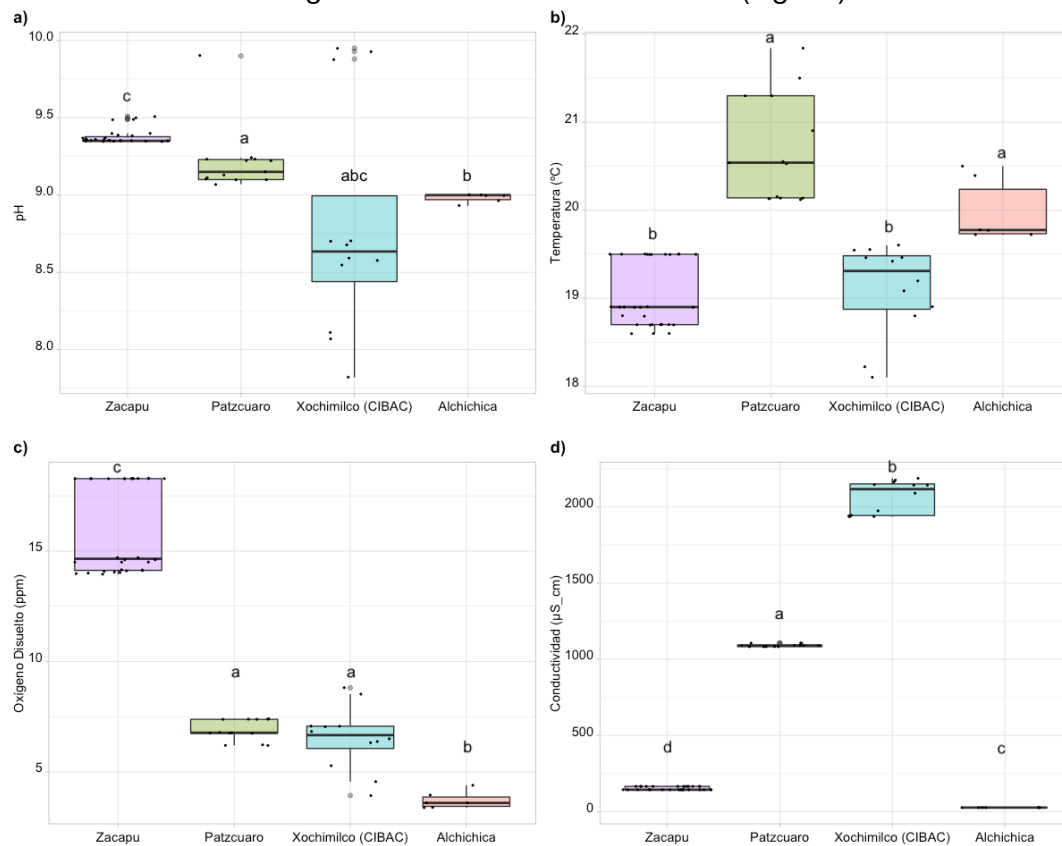 a)
10.0
9.5
9.0
8.5
8.0
pH
c
a
abc
b
Zacapu
Patzcuaro
Xochimilco (CIBAC)
Alchichica
b)
22
21
20
19
18
Temperatura (°C)
b
a
b
a
Zacapu
Patzcuaro
Xochimilco (CIBAC)
Alchichica
c)
15
10
5
Oxígeno Disuelto (ppm)
c
a
a
b
Zacapu
Patzcuaro
Xochimilco (CIBAC)
Alchichica
d)
2000
1500
1000
500
0
Conductividad (µS_cm)
d
a
b
c
Zacapu
Patzcuaro
Xochimilco (CIBAC)
Alchichica